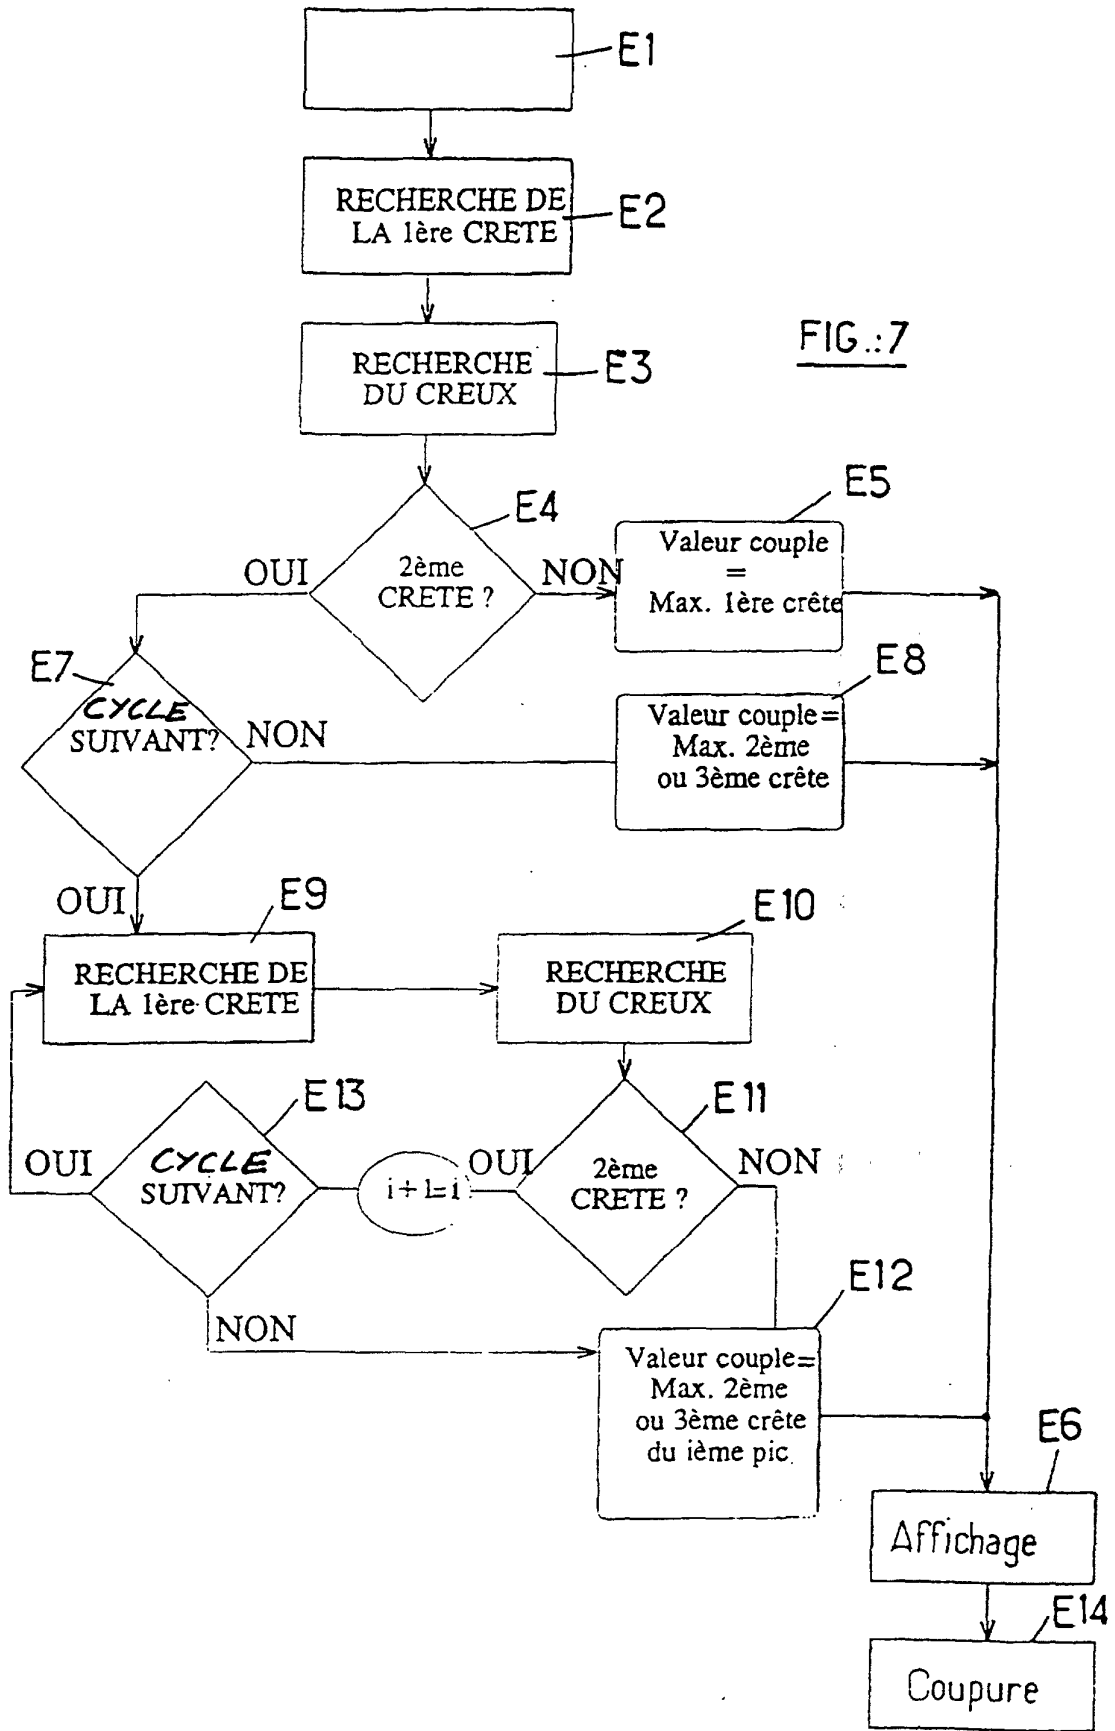 E1
RECHERCHE DE
LA 1ère CRETE
E2
RECHERCHE
DU CREUX
E3
FIG.:7
E4
2ème
CRETE ?
OUI
NON
E5
Valeur couple
=
Max. 1ère crête
E7
CYCLE
SUIVANT?
NON
E8
Valeur couple=
Max. 2ème
ou 3ème crête
OUI
E9
RECHERCHE DE
LA 1ère CRETE
E10
RECHERCHE
DU CREUX
E13
CYCLE
SUIVANT?
OUI
i+1=i
OUI
E11
2ème
CRETE ?
NON
NON
E12
Valeur couple=
Max. 2ème
ou 3ème crête
du ième pic
E6
Affichage
E14
Coupure